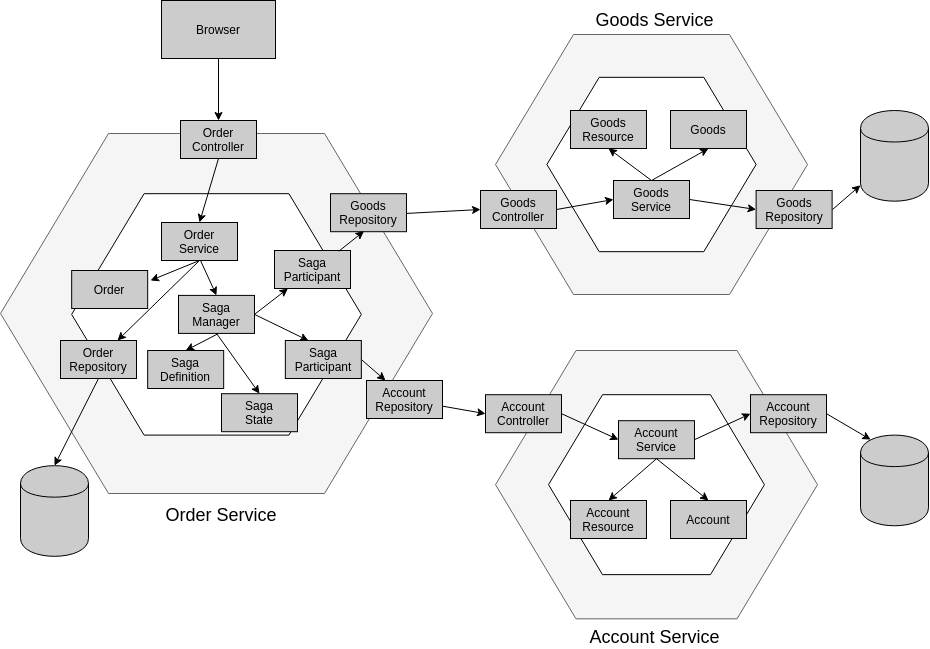 Browser
Order
Controller
Order
Service
Order
Saga
Manager
Order
Repository
Saga
Definition
Saga
State
Saga
Participant
Saga
Participant
Goods
Repository
Account
Repository
Order Service
Goods Service
Goods
Resource
Goods
Goods
Controller
Goods
Service
Goods
Repository
Account
Controller
Account
Service
Account
Repository
Account
Resource
Account
Account Service